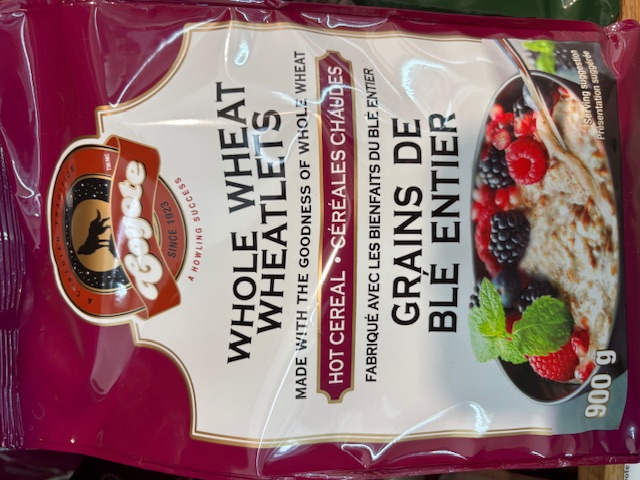 Coyote
SINCE 1923
A HOWLING SUCCESS
WHOLE WHEAT
WHEATLETS
MADE WITH THE GOODNESS OF WHOLE WHEAT
HOT CEREAL • CÉRÉALES CHAUDES
FABRIQUÉ AVEC LES BIENFAITS DU BLÉ ENTIER
GRAINS DE
BLÉ ENTIER
Serving suggestion
Présentation suggérée
900 g